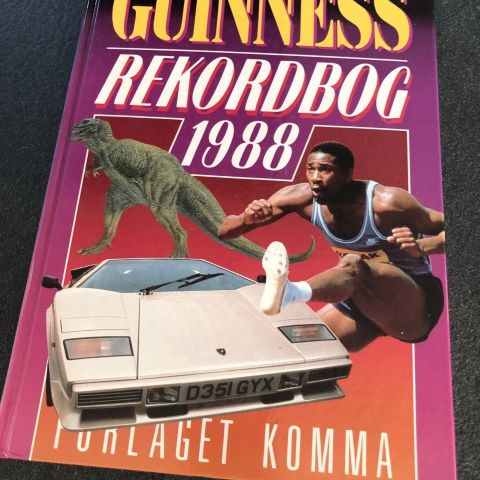 GUINNESS
REKORDBOG
1988
D351 GYX
FORLAGET KOMMA